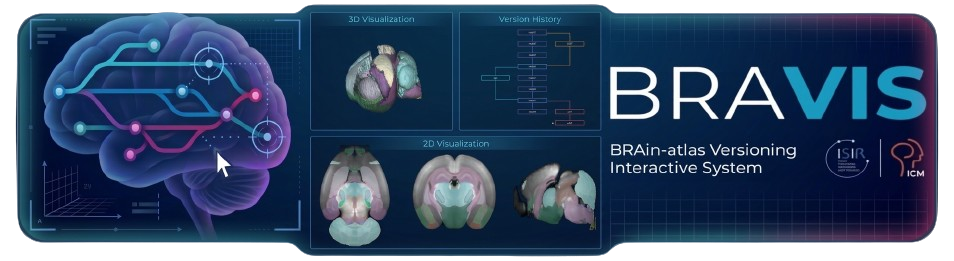 3D Visualization
Version History
2D Visualization
BRAVIS
BRAin-atlas Versioning
Interactive System
ISIR
ICM